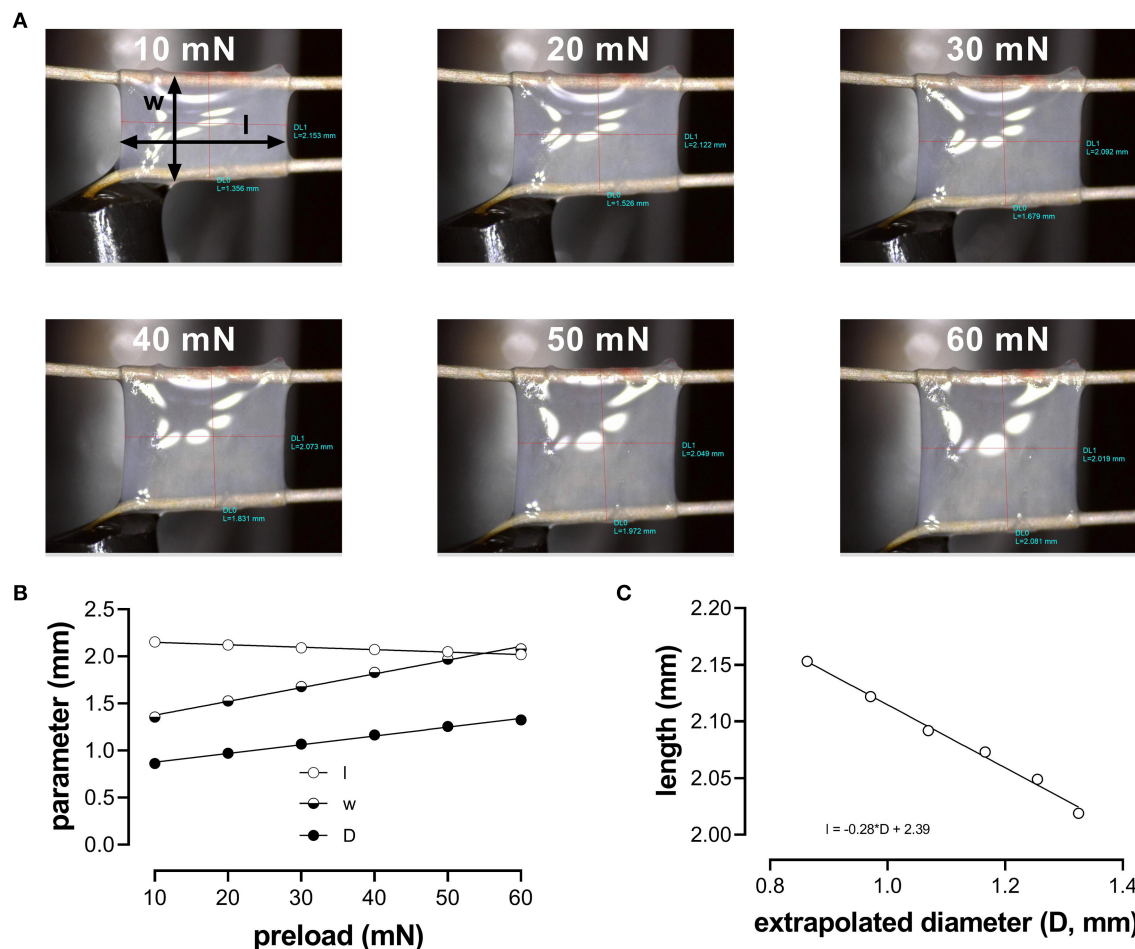 A
10 mN
w
l
DL1
L=2.153 mm
DL0
L=1.356 mm
20 mN
DL1
L=2.122 mm
DL0
L=1.526 mm
30 mN
DL1
L=2.092 mm
DL0
L=1.679 mm
40 mN
DL1
L=2.073 mm
DL0
L=1.831 mm
50 mN
DL1
L=2.049 mm
DL0
L=1.972 mm
60 mN
DL1
L=2.019 mm
DL0
L=2.081 mm
B
parameter (mm)
2.5
2.0
1.5
1.0
0.5
0.0
l
w
D
10 20 30 40 50 60
preload (mN)
C
length (mm)
2.20
2.15
2.10
2.05
2.00
l = -0.28*D + 2.39
0.8 1.0 1.2 1.4
extrapolated diameter (D, mm)